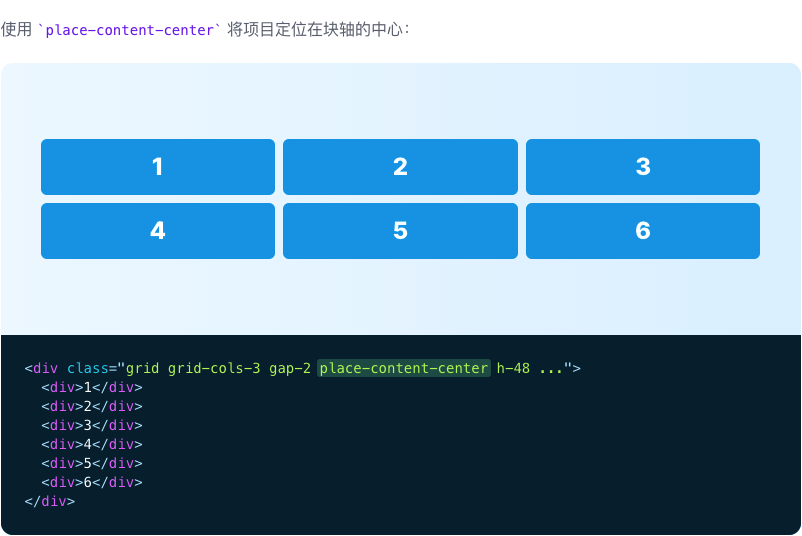 使用 `place-content-center` 将项目定位在块轴的中心：
1
2
3
4
5
6
<div class="grid grid-cols-3 gap-2 place-content-center h-48 ...">
  <div>1</div>
  <div>2</div>
  <div>3</div>
  <div>4</div>
  <div>5</div>
  <div>6</div>
</div>